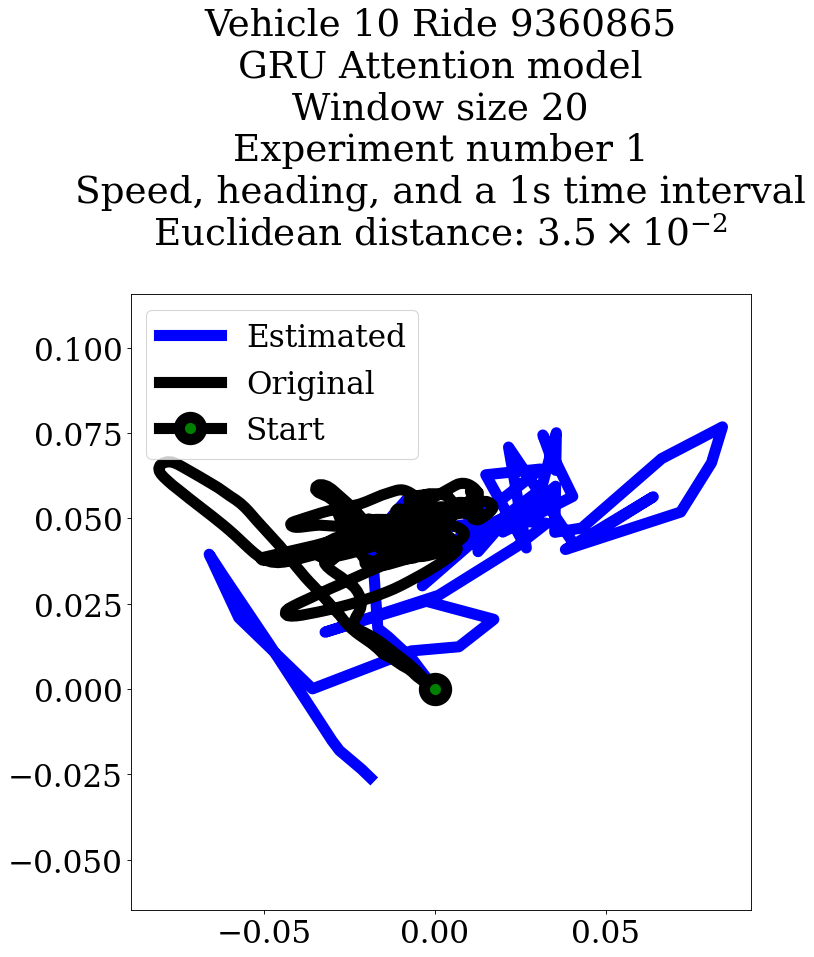 Vehicle 10 Ride 9360865
GRU Attention model
Window size 20
Experiment number 1
Speed, heading, and a 1s time interval
Euclidean distance: 3.5 × 10⁻²
Estimated
Original
Start
0.100
0.075
0.050
0.025
0.000
−0.025
−0.050
−0.05 0.00 0.05